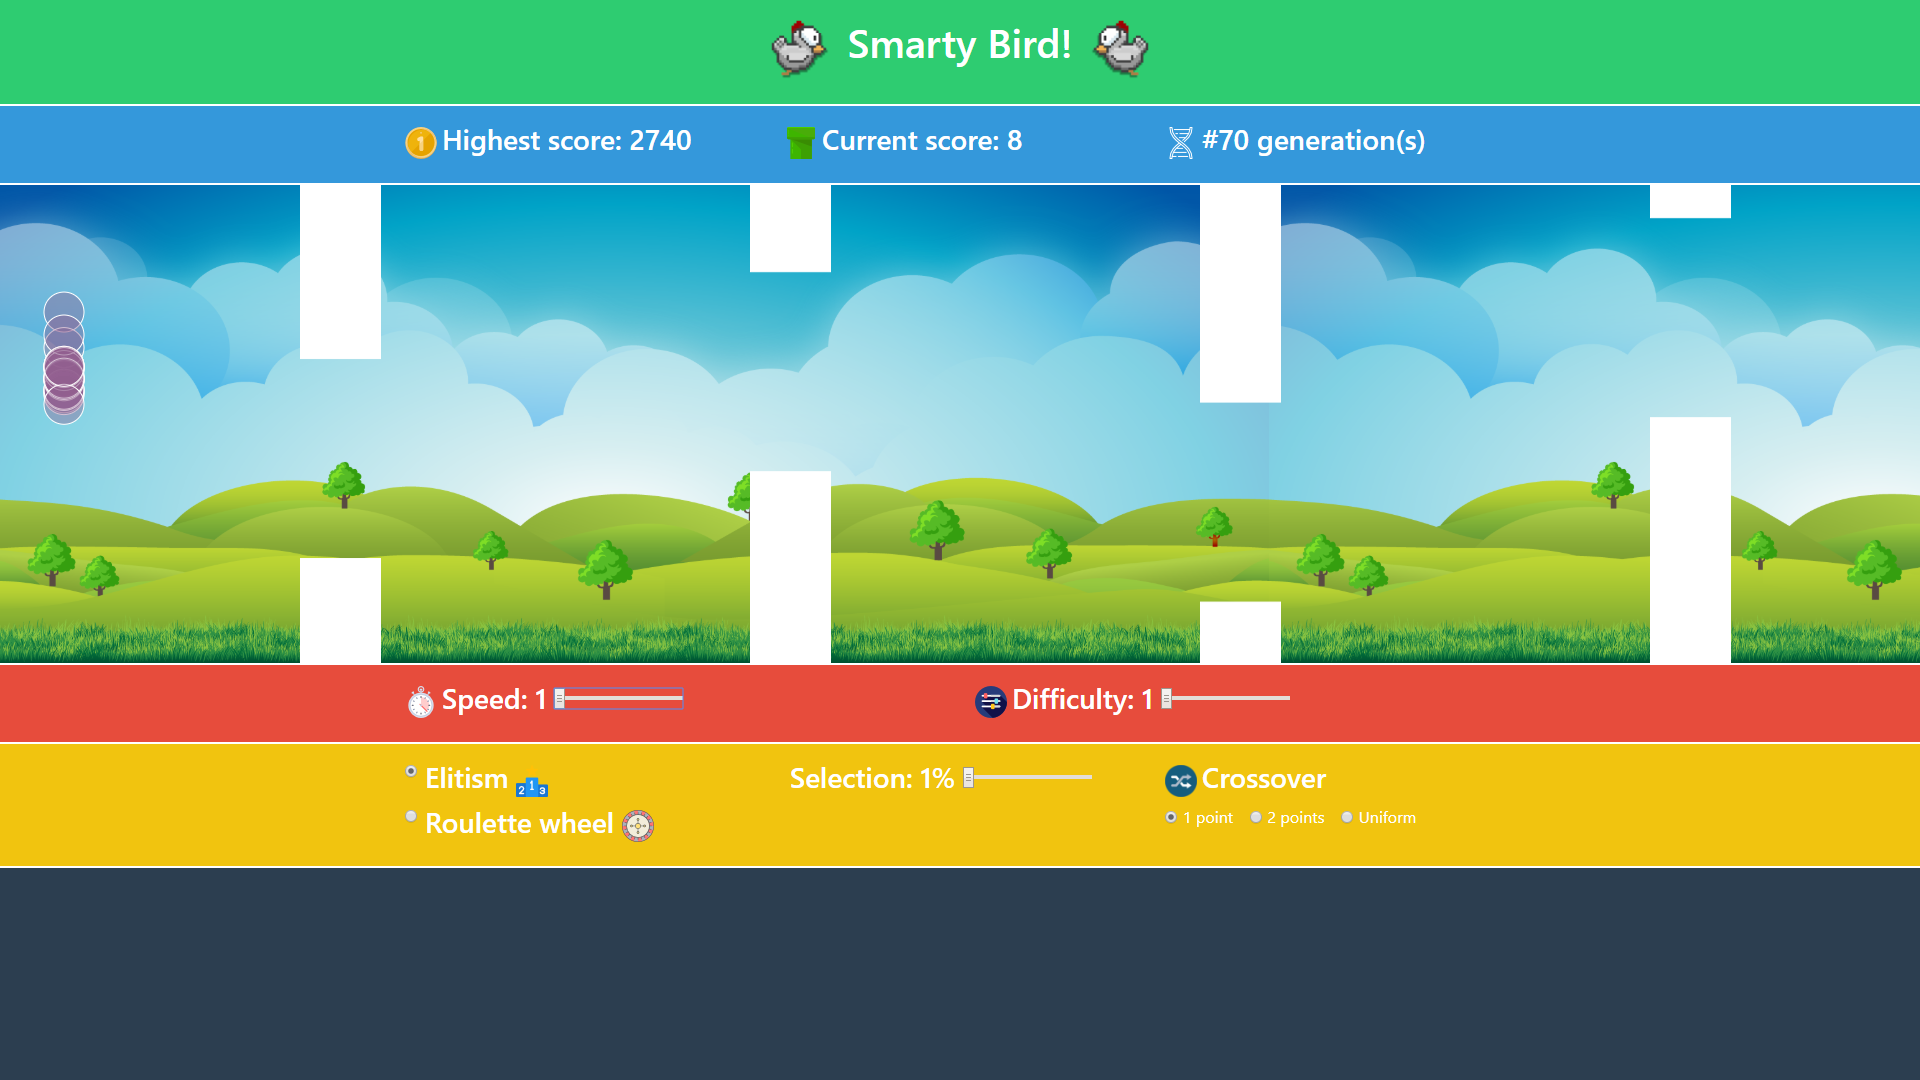 Smarty Bird!
Highest score: 2740
Current score: 8
#70 generation(s)
Speed: 1
Difficulty: 1
Elitism
Selection: 1%
Crossover
Roulette wheel
1 point 2 points Uniform